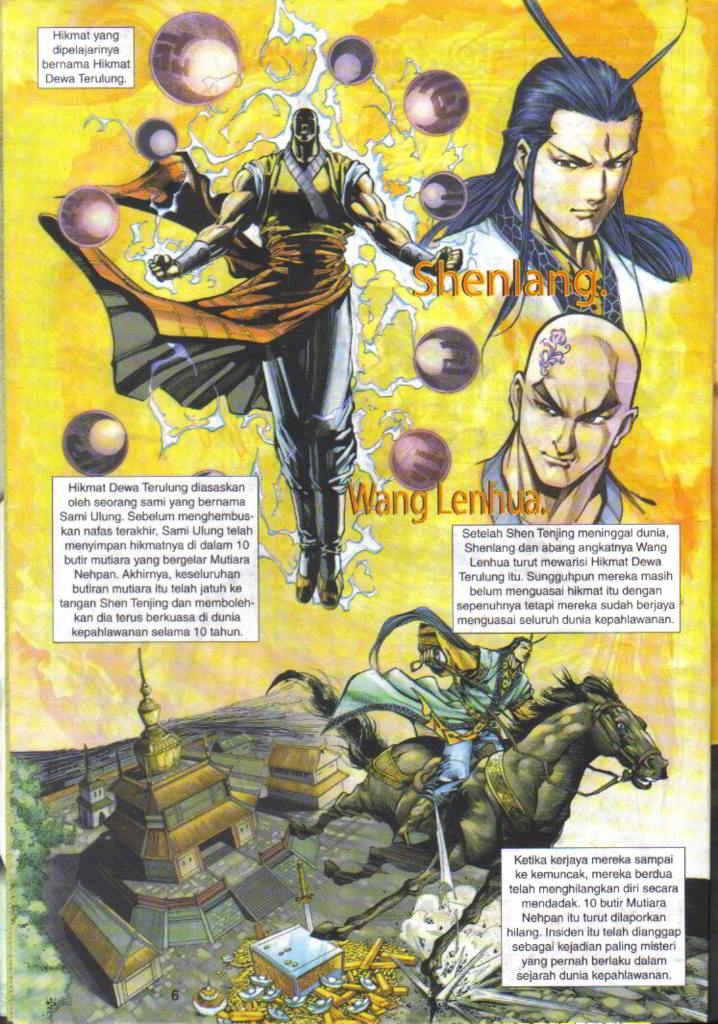 Hikmat yang
dipelajarinya
bernama Hikmat
Dewa Terulung.
Shenlang.
Wang Lenhua.
Hikmat Dewa Terulung diasaskan
oleh seorang sami yang bernama
Sami Ulung. Sebelum menghembus-
kan nafas terakhir, Sami Ulung telah
menyimpan hikmatnya di dalam 10
butir mutiara yang bergelar Mutiara
Nehpan. Akhirnya, keseluruhan
butiran mutiara itu telah jatuh ke
tangan Shen Tenjing dan memboleh-
kan dia terus berkuasa di dunia
kepahlawanan selama 10 tahun.
Setelah Shen Tenjing meninggal dunia,
Shenlang dan abang angkatnya Wang
Lenhua turut mewarisi Hikmat Dewa
Terulung itu. Sungguhpun mereka masih
belum menguasai hikmat itu dengan
sepenuhnya tetapi mereka sudah berjaya
menguasai seluruh dunia kepahlawanan.
Ketika kerjaya mereka sampai
ke kemuncak, mereka berdua
telah menghilangkan diri secara
mendadak. 10 butir Mutiara
Nehpan itu turut dilaporkan
hilang. Insiden itu telah dianggap
sebagai kejadian paling misteri
yang pernah berlaku dalam
sejarah dunia kepahlawanan.
6